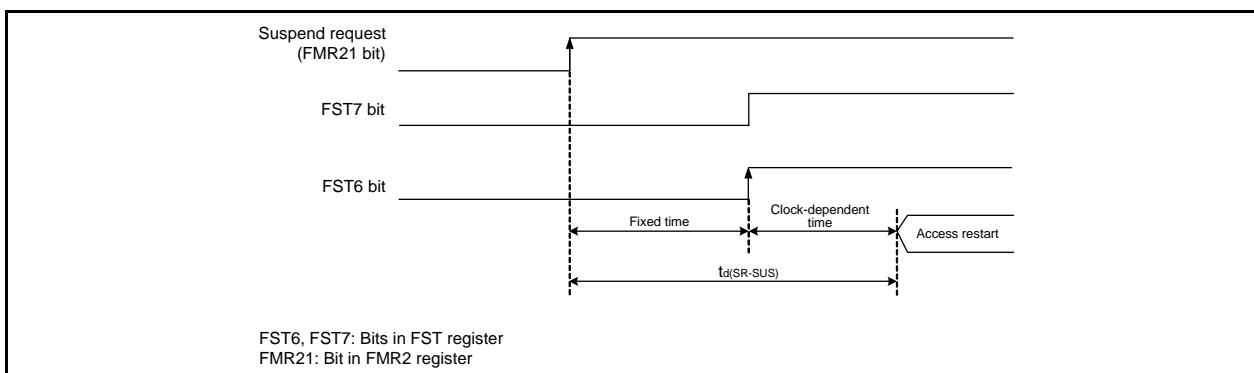 Suspend request
(FMR21 bit)
FST7 bit
FST6 bit
Fixed time
Clock-dependent
time
Access restart
td(SR-SUS)
FST6, FST7: Bits in FST register
FMR21: Bit in FMR2 register